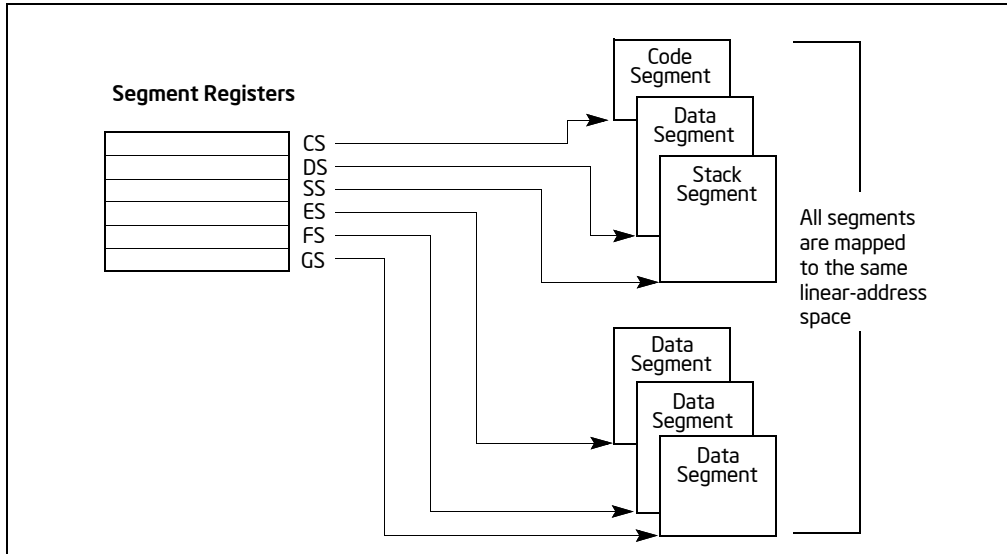 Segment Registers
CS
DS
SS
ES
FS
GS
Code
Segment
Data
Segment
Stack
Segment
Data
Segment
Data
Segment
Data
Segment
All segments
are mapped
to the same
linear-address
space